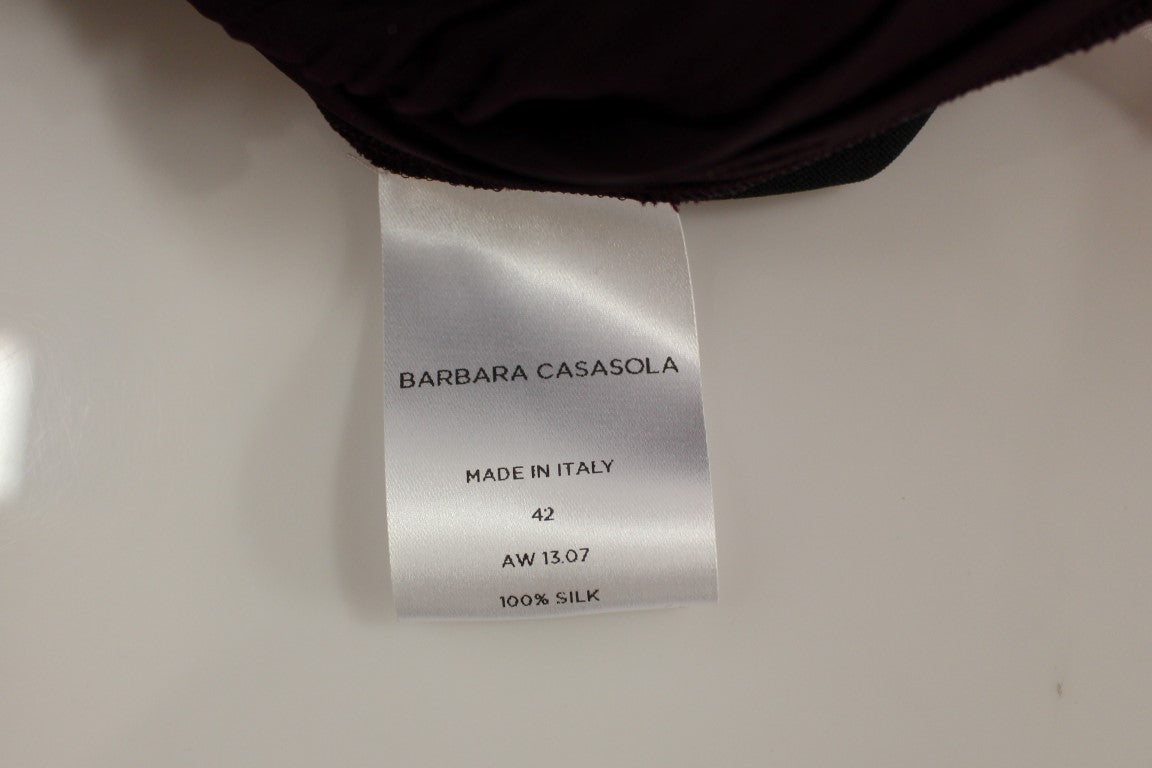 BARBARA CASASOLA
MADE IN ITALY
42
AW 13.07
100% SILK